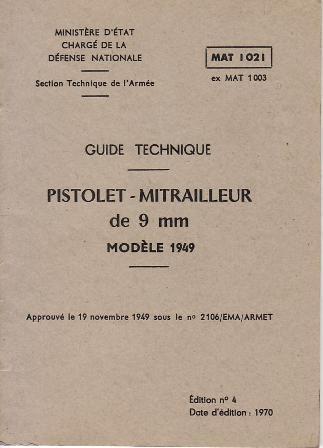 MINISTÈRE D'ÉTAT
CHARGÉ DE LA
DÉFENSE NATIONALE
Section Technique de l'Armée
MAT 1021
ex MAT 1003
GUIDE TECHNIQUE
PISTOLET - MITRAILLEUR
de 9 mm
MODÈLE 1949
Approuvé le 19 novembre 1949 sous le nº 2106/EMA/ARMET
Édition nº 4
Date d'édition : 1970